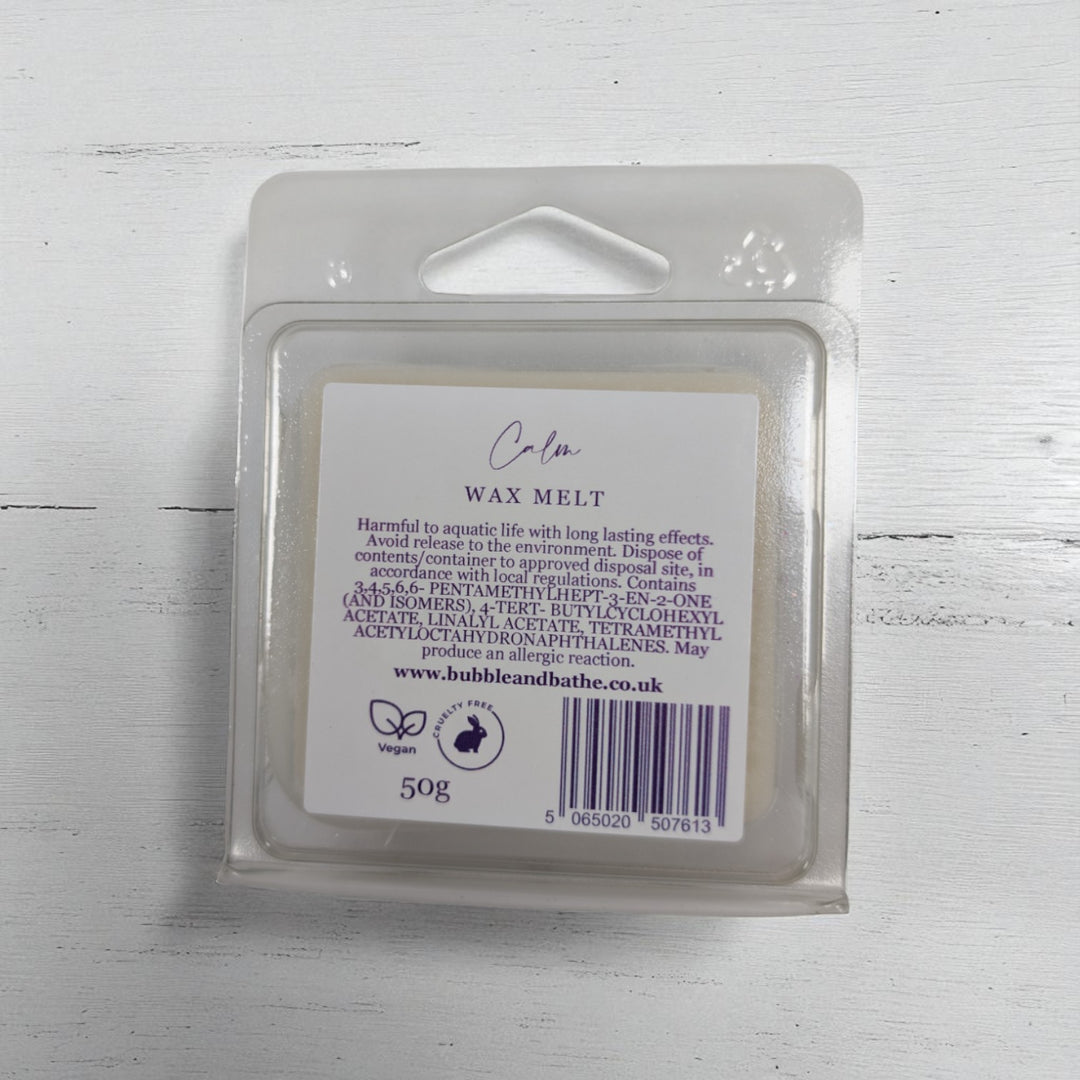 Calm
WAX MELT
Harmful to aquatic life with long lasting effects.
Avoid release to the environment. Dispose of
contents/container to approved disposal site, in
accordance with local regulations. Contains
3,4,5,6,6- PENTAMETHYLHEPT-3-EN-2-ONE
(AND ISOMERS), 4-TERT- BUTYLCYCLOHEXYL
ACETATE, LINALYL ACETATE, TETRAMETHYL
ACETYLOCTAHYDRONAPHTHALENES. May
produce an allergic reaction.
www.bubbleandbathe.co.uk
CRUELTY FREE
Vegan
50g
5 065020 507613